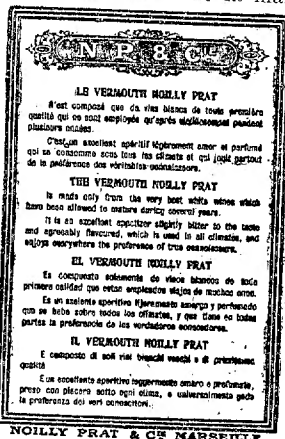 N. P. & Cie
LE VERMOUTH NOILLY PRAT
N'est composé que de vins blancs de toute première
qualité qui ne sont employés qu'après pendant
plusieurs années.
C'est un excellent apéritif légèrement amer et parfumé
qui se consomme sous tous les climats et qui jouit partout
de la préférence des véritables connaisseurs.
THE VERMOUTH NOILLY PRAT
Is made only from the very best white wines which
have been allowed to mature during several years.
It is an excellent appetizer slightly bitter to the taste
and agreeably flavoured, which is used in all climates, and
enjoys everywhere the preference of true connoisseurs.
EL VERMOUTH NOILLY PRAT
Es compuesto solamente de vinos blancos de toda
primera calidad que estan empleados viejos de muchos anos.
Es un excelente aperitivo lijeramente amargo y perfumado
que se bebe sobre todos los climatos, y que tiene en todas
partes la preferencia de los verdaderos conocedores.
IL VERMOUTH NOILLY PRAT
E composto di soli vini bianchi vecchi e di
qualità
E un eccellente aperitivo leggermente amaro e profumato,
preso con piacere sotto ogni clima, e universalmente gode
la preferenza dei veri conoscitori.
NOILLY PRAT & Cie MARSEILLE